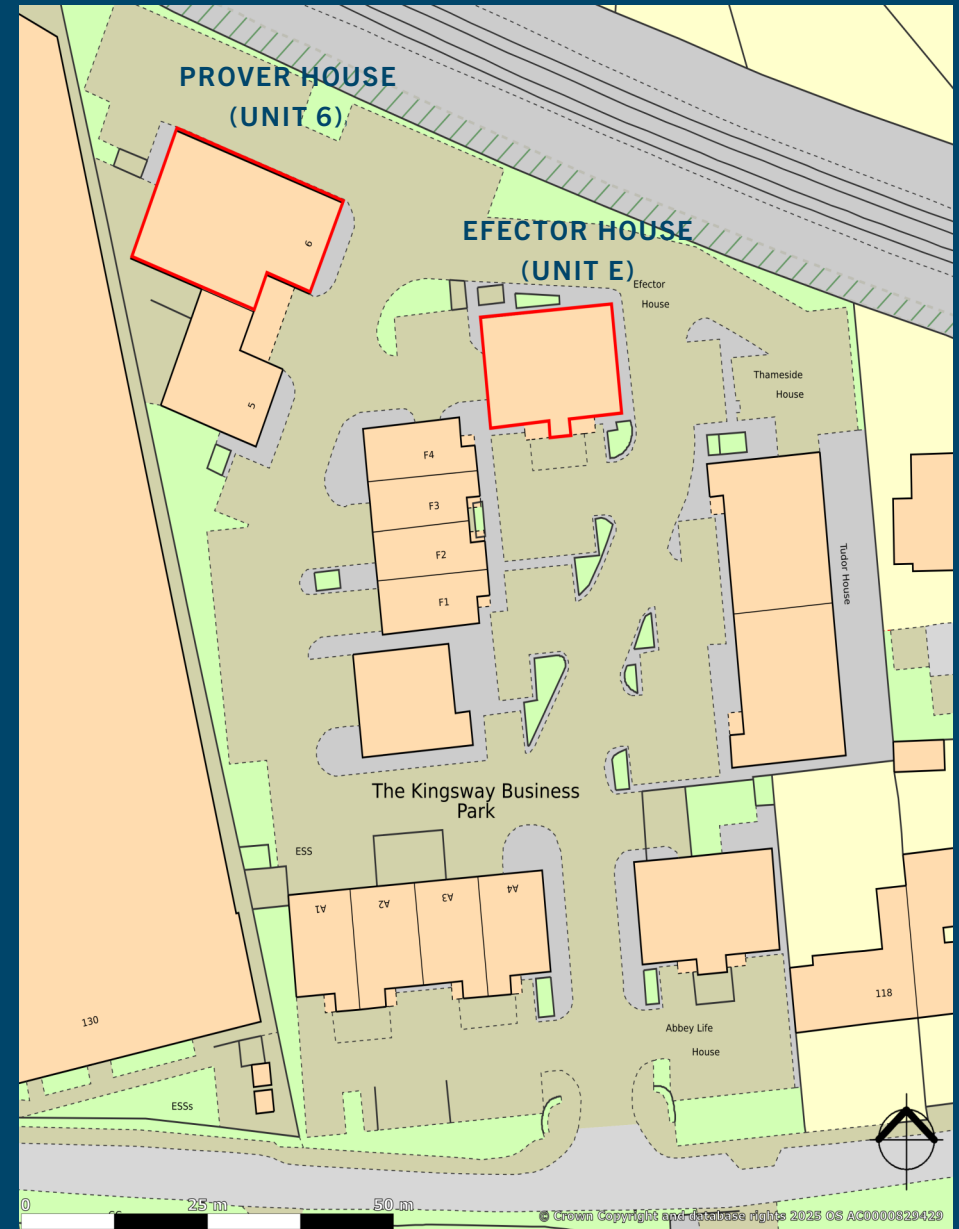 PROVER HOUSE
(UNIT 6)
EFECTOR HOUSE
(UNIT E)
6
Efector
House
Thameside
House
5
F4
F3
F2
F1
Tudor House
The Kingsway Business
Park
ESS
A1
A2
A3
A4
118
130
Abbey Life
House
ESSs
0
25 m
50 m
© Crown Copyright and database rights 2025 OS AC0000829429